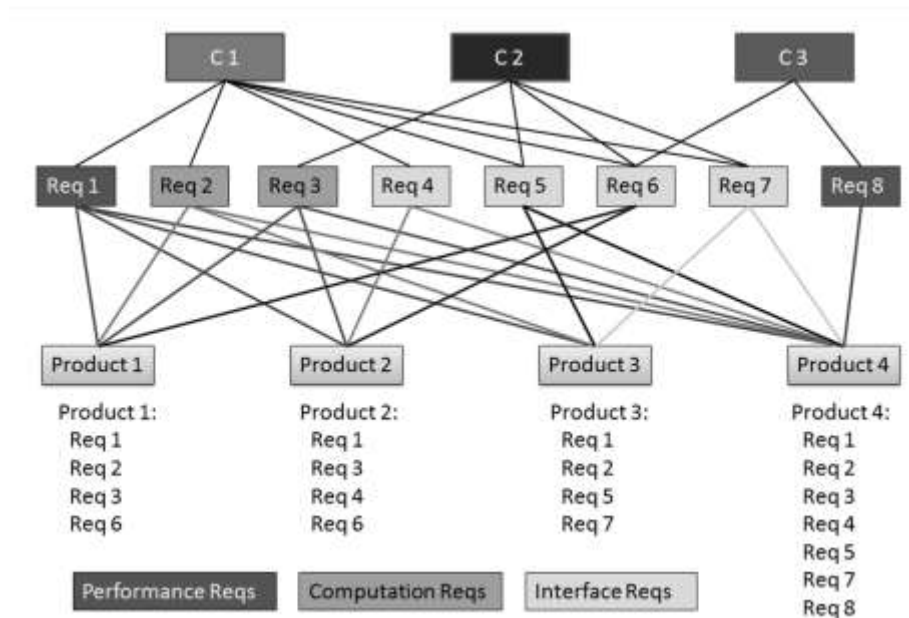 C 1
C 2
C 3
Req 1
Req 2
Req 3
Req 4
Req 5
Req 6
Req 7
Req 8
Product 1
Product 2
Product 3
Product 4
Product 1:
Req 1
Req 2
Req 3
Req 6
Product 2:
Req 1
Req 3
Req 4
Req 6
Product 3:
Req 1
Req 2
Req 5
Req 7
Product 4:
Req 1
Req 2
Req 3
Req 4
Req 5
Req 7
Req 8
Performance Reqs
Computation Reqs
Interface Reqs